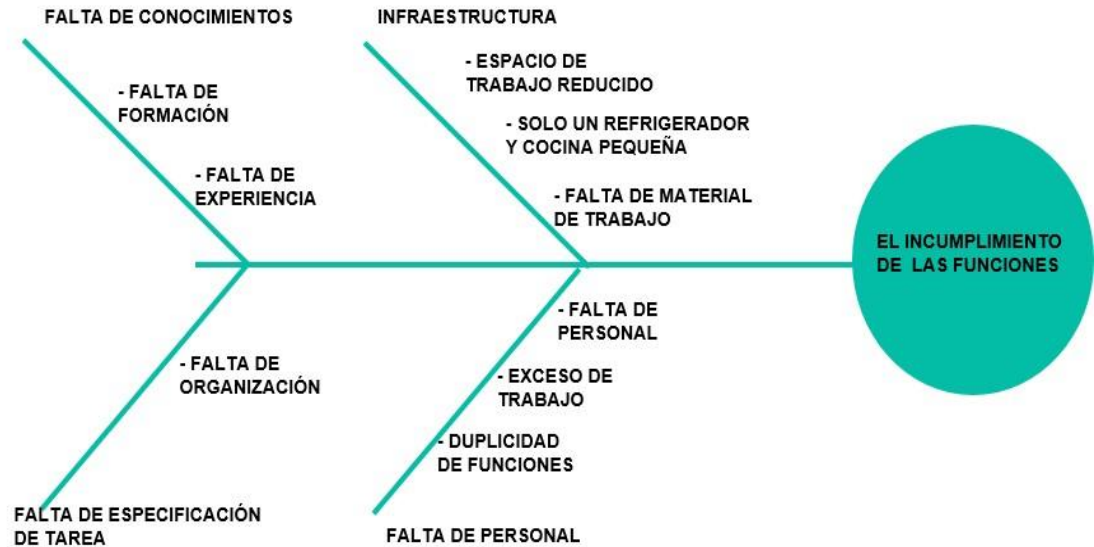 FALTA DE CONOCIMIENTOS
- FALTA DE
FORMACIÓN
- FALTA DE
EXPERIENCIA
INFRAESTRUCTURA
- ESPACIO DE
TRABAJO REDUCIDO
- SOLO UN REFRIGERADOR
Y COCINA PEQUEÑA
- FALTA DE MATERIAL
DE TRABAJO
EL INCUMPLIMIENTO
DE LAS FUNCIONES
- FALTA DE
ORGANIZACIÓN
FALTA DE ESPECIFICACIÓN
DE TAREA
- FALTA DE
PERSONAL
- EXCESO DE
TRABAJO
- DUPLICIDAD
DE FUNCIONES
FALTA DE PERSONAL